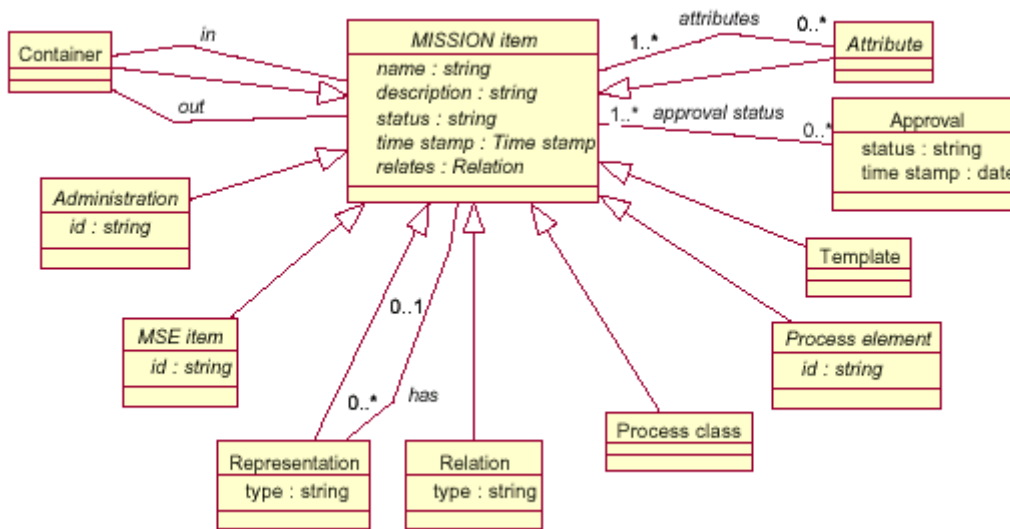 Container
in
out
MISSION item
name : string
description : string
status : string
time stamp : Time stamp
relates : Relation
attributes
1..*
0..*
Attribute
1..*
approval status
0..*
Approval
status : string
time stamp : date
Administration
id : string
Template
MSE item
id : string
0..1
0..*
has
Process element
id : string
Representation
type : string
Relation
type : string
Process class